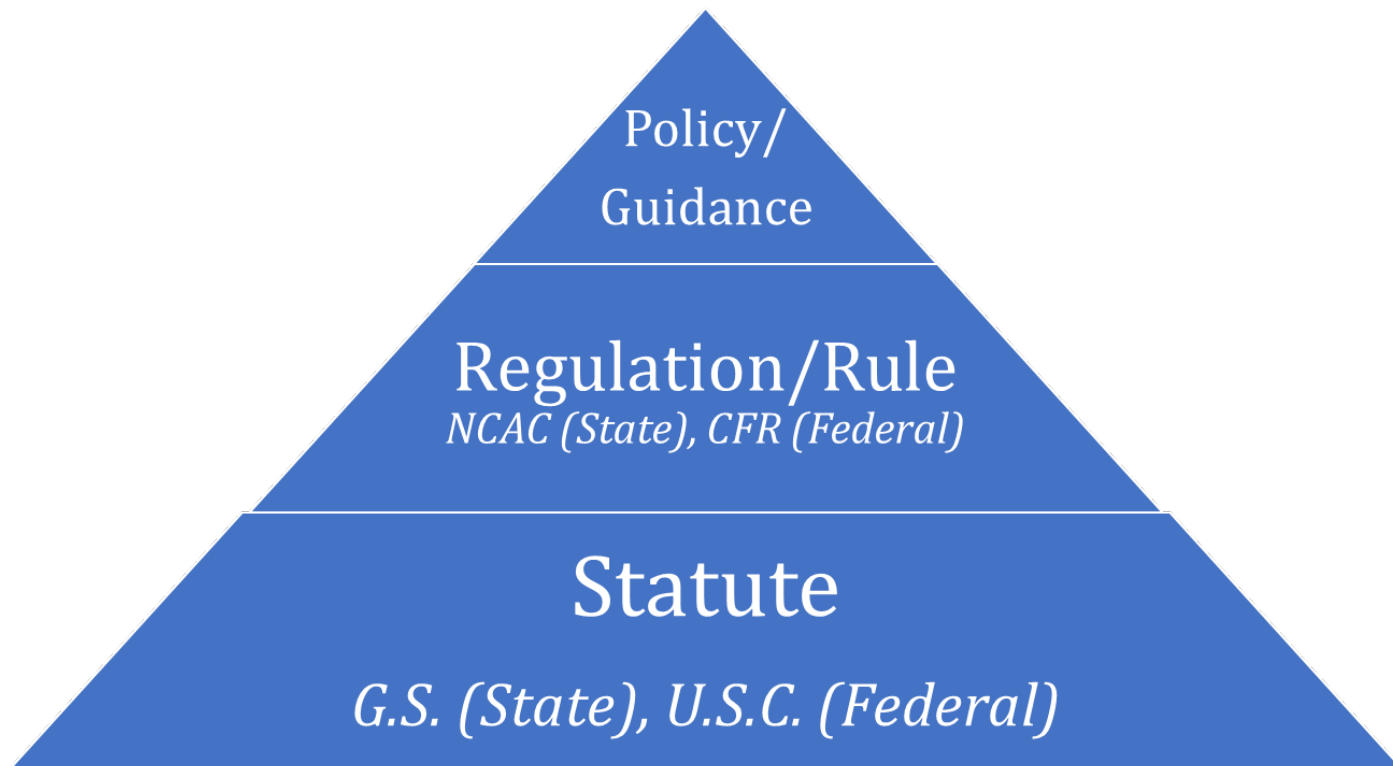 Policy/
Guidance
Regulation/Rule
NCAC (State), CFR (Federal)
Statute
G.S. (State), U.S.C. (Federal)